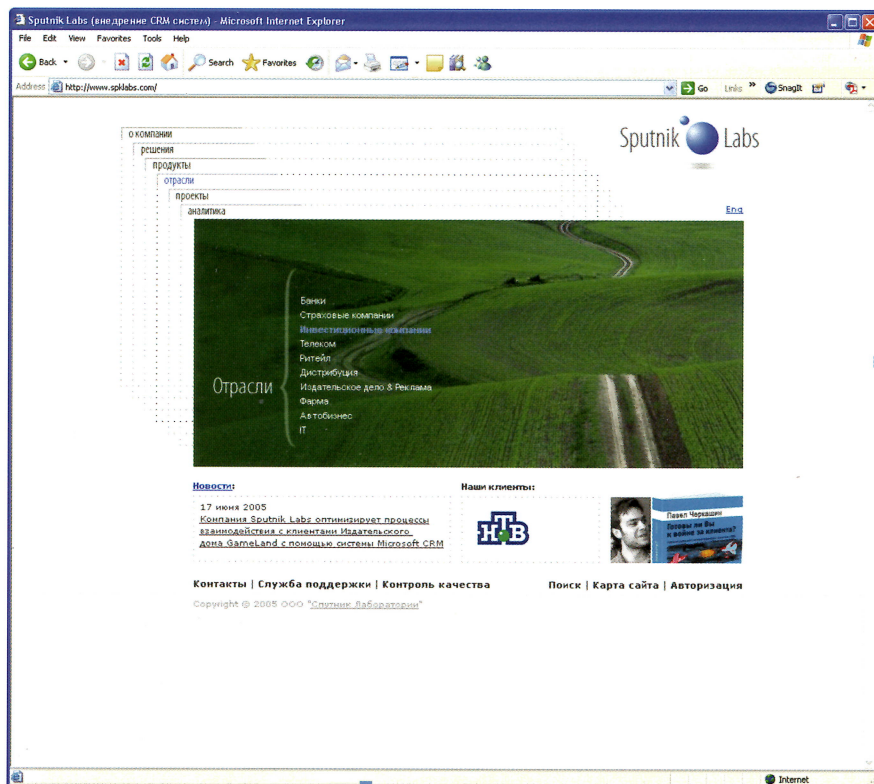 Sputnik Labs (внедрение CRM систем) - Microsoft Internet Explorer
File Edit View Favorites Tools Help
Back Search Favorites
Address http://www.spklabs.com/ Go Links » SnagIt
Sputnik Labs
о компании
решения
продукты
отрасли
проекты
аналитика
Eng
Банки
Страховые компании
Инвестиционные компании
Телеком
Ритейл
Дистрибуция
Отрасли
Издательское дело & Реклама
Фарма
Автобизнес
IT
Новости:
Наши клиенты:
17 июня 2005
Компания Sputnik Labs оптимизирует процессы
взаимодействия с клиентами Издательского
дома GameLand с помощью системы Microsoft CRM
НТВ
Павел Черкашин
Готовы ли Вы
к войне за клиента?
Контакты | Служба поддержки | Контроль качества
Поиск | Карта сайта | Авторизация
Copyright @ 2005 ООО "Спутник Лаборатории"
Internet